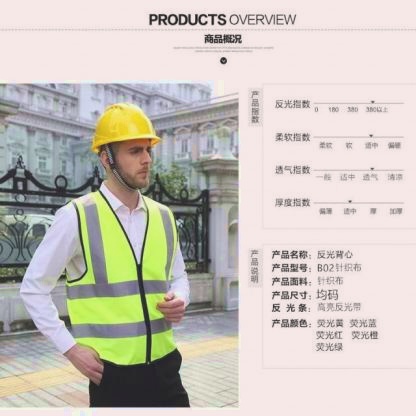 PRODUCTS OVERVIEW
商品概况
产品指数
反光指数
0 180 380 380以上
柔软指数
柔软 软 适中 偏硬
透气指数
一般 适中 透气 清凉
厚度指数
偏薄 适中 厚 加厚
产品说明
产品名称: 反光背心
产品型号: B02针织布
产品面料: 针织布
产品尺寸: 均码
反 光 条: 高亮反光带
产品颜色: 荧光黄 荧光蓝
荧光红 荧光橙
荧光绿